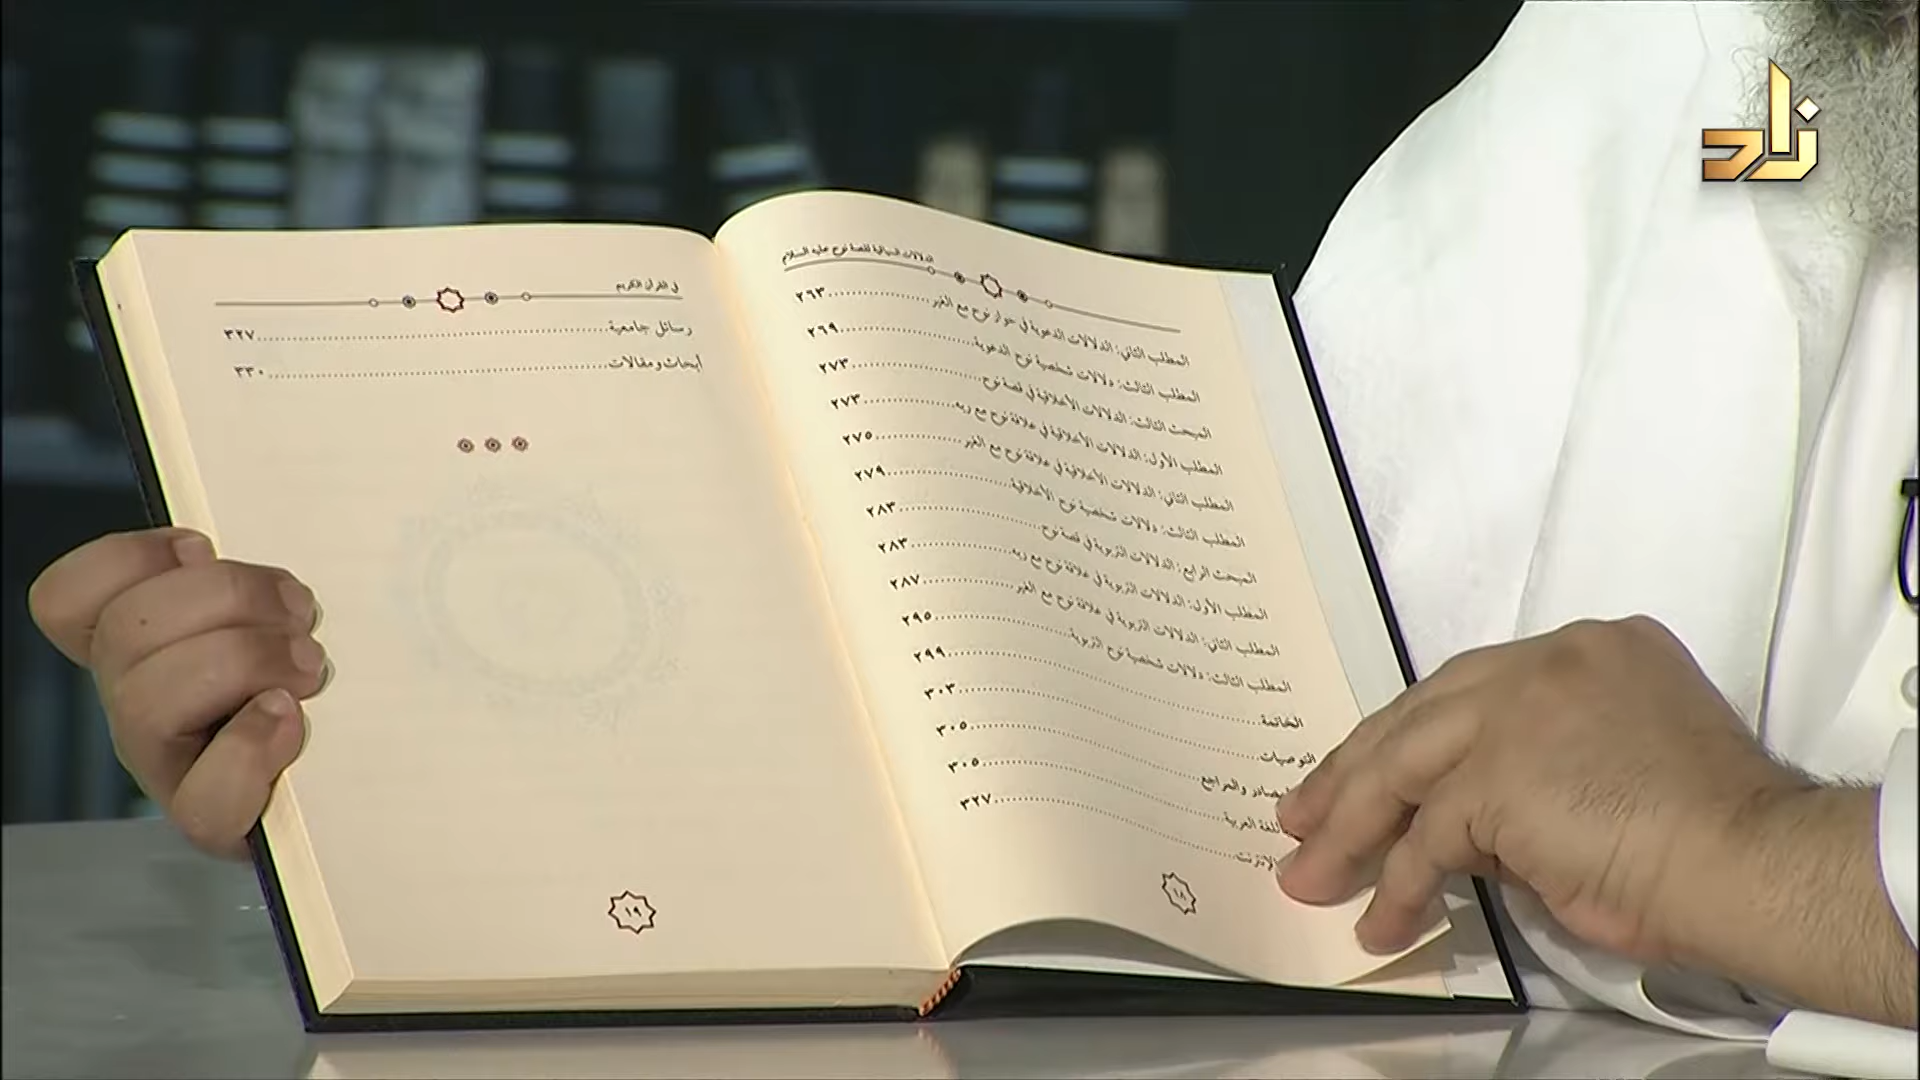 زاد
الدلالات السياقية لقصة نوح عليه السلام
المطلب الثاني: الدلالات الدعوية في حوار نوح مع الغير ٢٦٣
المطلب الثالث: دلالات شخصية نوح الدعوية ٢٦٩
المبحث الثالث: الدلالات الأخلاقية في قصة نوح ٢٧٣
المطلب الأول: الدلالات الأخلاقية في علاقة نوح مع ربه ٢٧٣
المطلب الثاني: الدلالات الأخلاقية في علاقة نوح مع الغير ٢٧٥
المطلب الثالث: دلالات شخصية نوح الأخلاقية ٢٧٩
المبحث الرابع: الدلالات التربوية في قصة نوح ٢٨٣
المطلب الأول: الدلالات التربوية في علاقة نوح مع ربه ٢٨٣
المطلب الثاني: الدلالات التربوية في علاقة نوح مع الغير ٢٨٧
المطلب الثالث: دلالات شخصية نوح التربوية ٢٩٥
الخاتمة ٢٩٩
التوصيات ٣٠٣
والمراجع ٣٠٥
اللغة العربية ٣٠٥
الإنترنت ٣٢٧
١٨
في القرآن الكريم
رسائل جامعية ٣٢٧
أبحاث ومقالات ٣٣٠
١٩